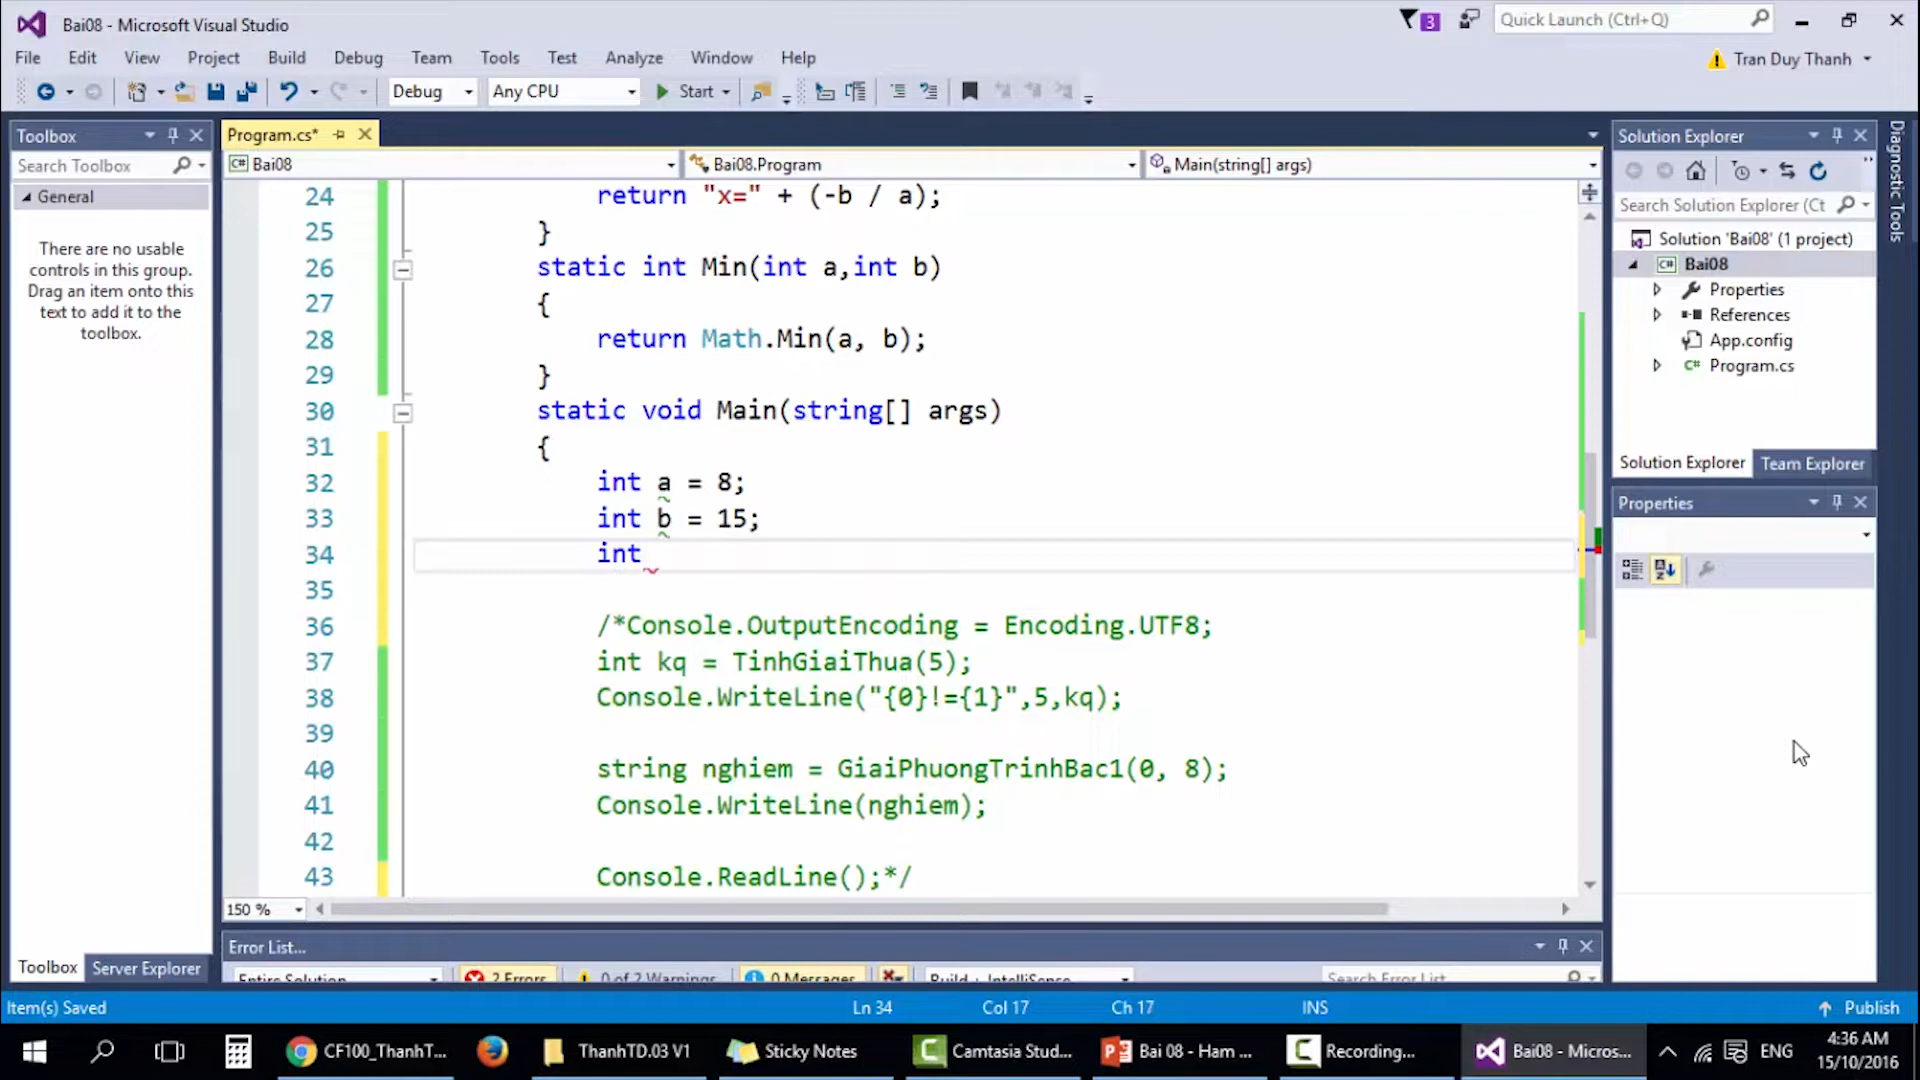 Bai08 - Microsoft Visual Studio
3
Quick Launch (Ctrl+Q)
File Edit View Project Build Debug Team Tools Test Analyze Window Help
Tran Duy Thanh
Debug Any CPU Start
Toolbox
Search Toolbox
General
There are no usable
controls in this group.
Drag an item onto this
text to add it to the
toolbox.
Toolbox Server Explorer
Program.cs*
Bai08 Bai08.Program Main(string[] args)
24 return "x=" + (-b / a);
25 }
26 static int Min(int a,int b)
27 {
28 return Math.Min(a, b);
29 }
30 static void Main(string[] args)
31 {
32 int a = 8;
33 int b = 15;
34 int
35
36 /*Console.OutputEncoding = Encoding.UTF8;
37 int kq = TinhGiaiThua(5);
38 Console.WriteLine("{0}!={1}",5,kq);
39
40 string nghiem = GiaiPhuongTrinhBac1(0, 8);
41 Console.WriteLine(nghiem);
42
43 Console.ReadLine();*/
150 %
Error List...
Entire Solution 2 Errors 0 of 2 Warnings 0 Messages Build + IntelliSense Search Error List
Solution Explorer
Search Solution Explorer (Ct
Solution 'Bai08' (1 project)
C# Bai08
Properties
References
App.config
C# Program.cs
Solution Explorer Team Explorer
Properties
Diagnostic Tools
Item(s) Saved Ln 34 Col 17 Ch 17 INS Publish
CF100_ThanhT... ThanhTD.03 V1 Sticky Notes Camtasia Stud... Bai 08 - Ham ... Recording... Bai08 - Micros... ENG
4:36 AM
15/10/2016